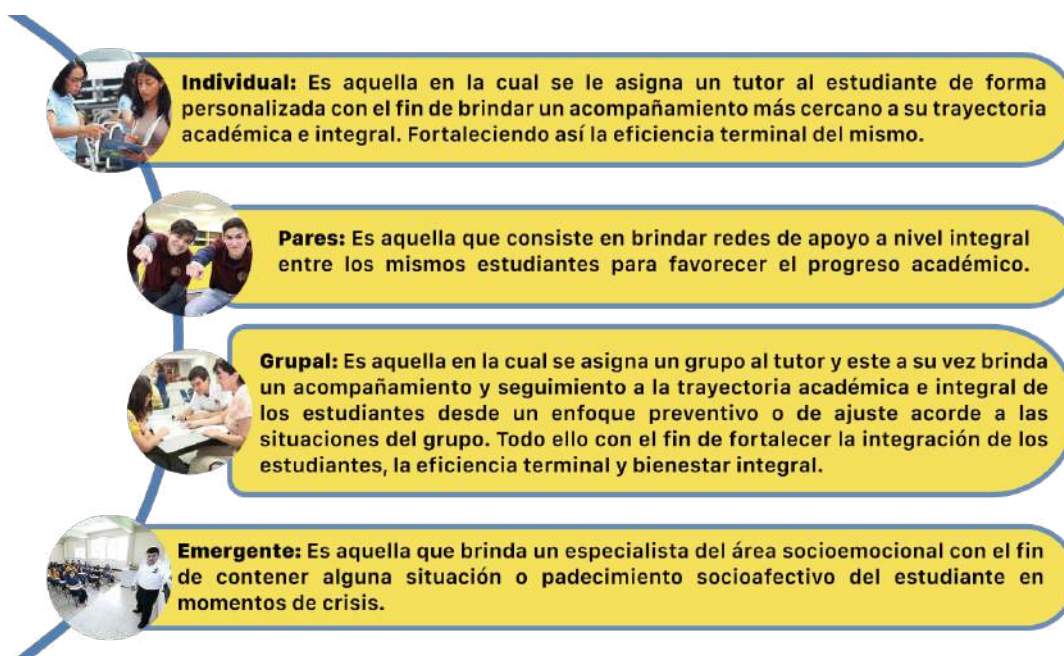 Individual: Es aquella en la cual se le asigna un tutor al estudiante de forma
personalizada con el fin de brindar un acompañamiento más cercano a su trayectoria
académica e integral. Fortaleciendo así la eficiencia terminal del mismo.
Pares: Es aquella que consiste en brindar redes de apoyo a nivel integral
entre los mismos estudiantes para favorecer el progreso académico.
Grupal: Es aquella en la cual se asigna un grupo al tutor y este a su vez brinda
un acompañamiento y seguimiento a la trayectoria académica e integral de
los estudiantes desde un enfoque preventivo o de ajuste acorde a las
situaciones del grupo. Todo ello con el fin de fortalecer la integración de los
estudiantes, la eficiencia terminal y bienestar integral.
Emergente: Es aquella que brinda un especialista del área socioemocional con el fin
de contener alguna situación o padecimiento socioafectivo del estudiante en
momentos de crisis.